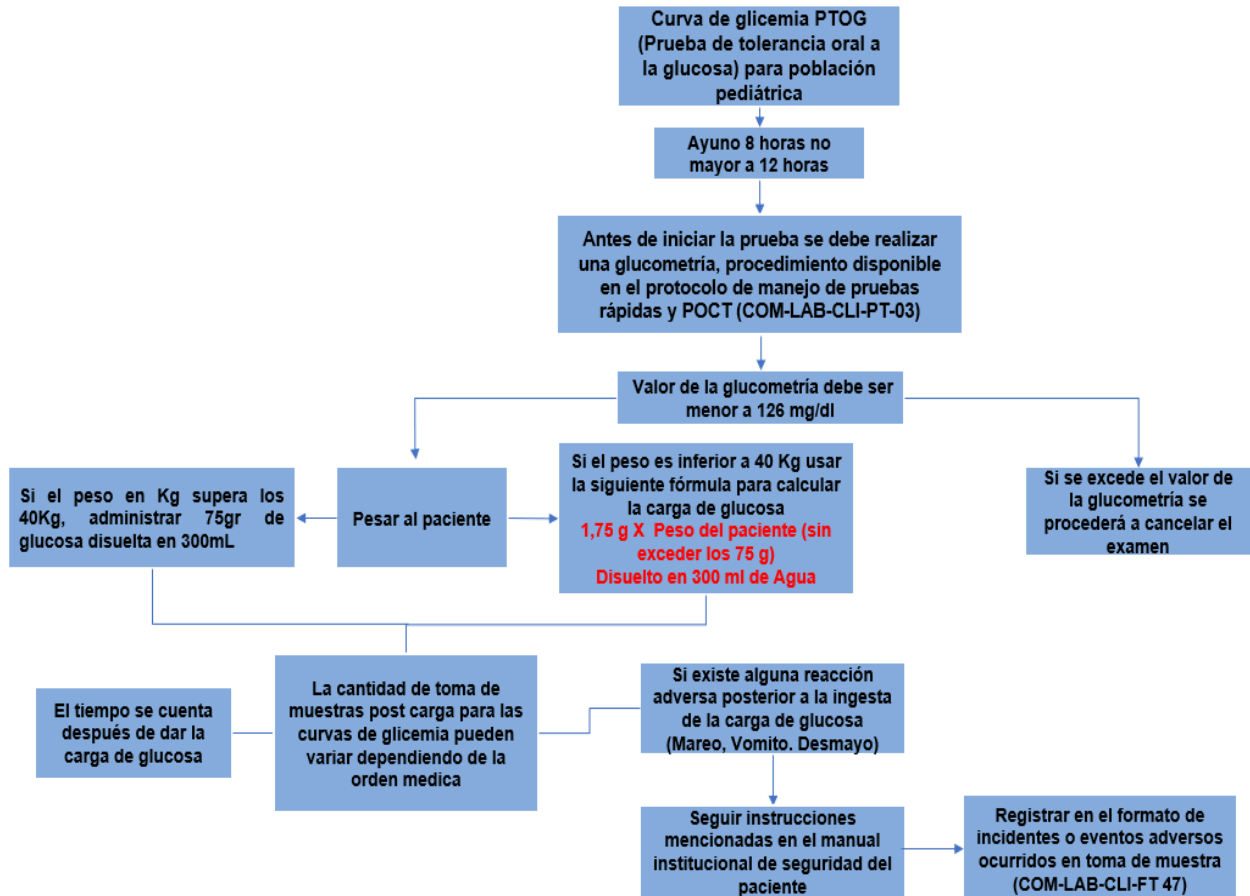 Curva de glicemia PTOG
(Prueba de tolerancia oral a
la glucosa) para población
pediátrica
Ayuno 8 horas no
mayor a 12 horas
Antes de iniciar la prueba se debe realizar
una glucometría, procedimiento disponible
en el protocolo de manejo de pruebas
rápidas y POCT (COM-LAB-CLI-PT-03)
Valor de la glucometría debe ser
menor a 126 mg/dl
Si el peso en Kg supera los
40Kg, administrar 75gr de
glucosa disuelta en 300mL
Pesar al paciente
Si el peso es inferior a 40 Kg usar
la siguiente fórmula para calcular
la carga de glucosa
1,75 g X Peso del paciente (sin
exceder los 75 g)
Disuelto en 300 ml de Agua
Si se excede el valor de
la glucometría se
procederá a cancelar el
examen
El tiempo se cuenta
después de dar la
carga de glucosa
La cantidad de toma de
muestras post carga para las
curvas de glicemia pueden
variar dependiendo de la
orden medica
Si existe alguna reacción
adversa posterior a la ingesta
de la carga de glucosa
(Mareo, Vomito. Desmayo)
Seguir instrucciones
mencionadas en el manual
institucional de seguridad del
paciente
Registrar en el formato de
incidentes o eventos adversos
ocurridos en toma de muestra
(COM-LAB-CLI-FT 47)